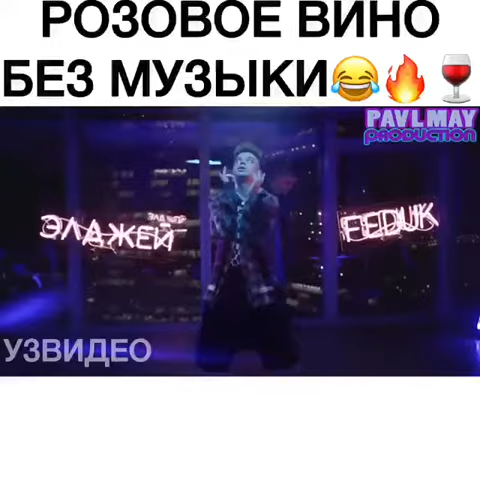 РОЗОВОЕ ВИНО
БЕЗ МУЗЫКИ😂🔥🍷
PAVLMAY
PRODUCTION
ЭЛДЖЕЙ
FEDUK
УЗВИДЕО